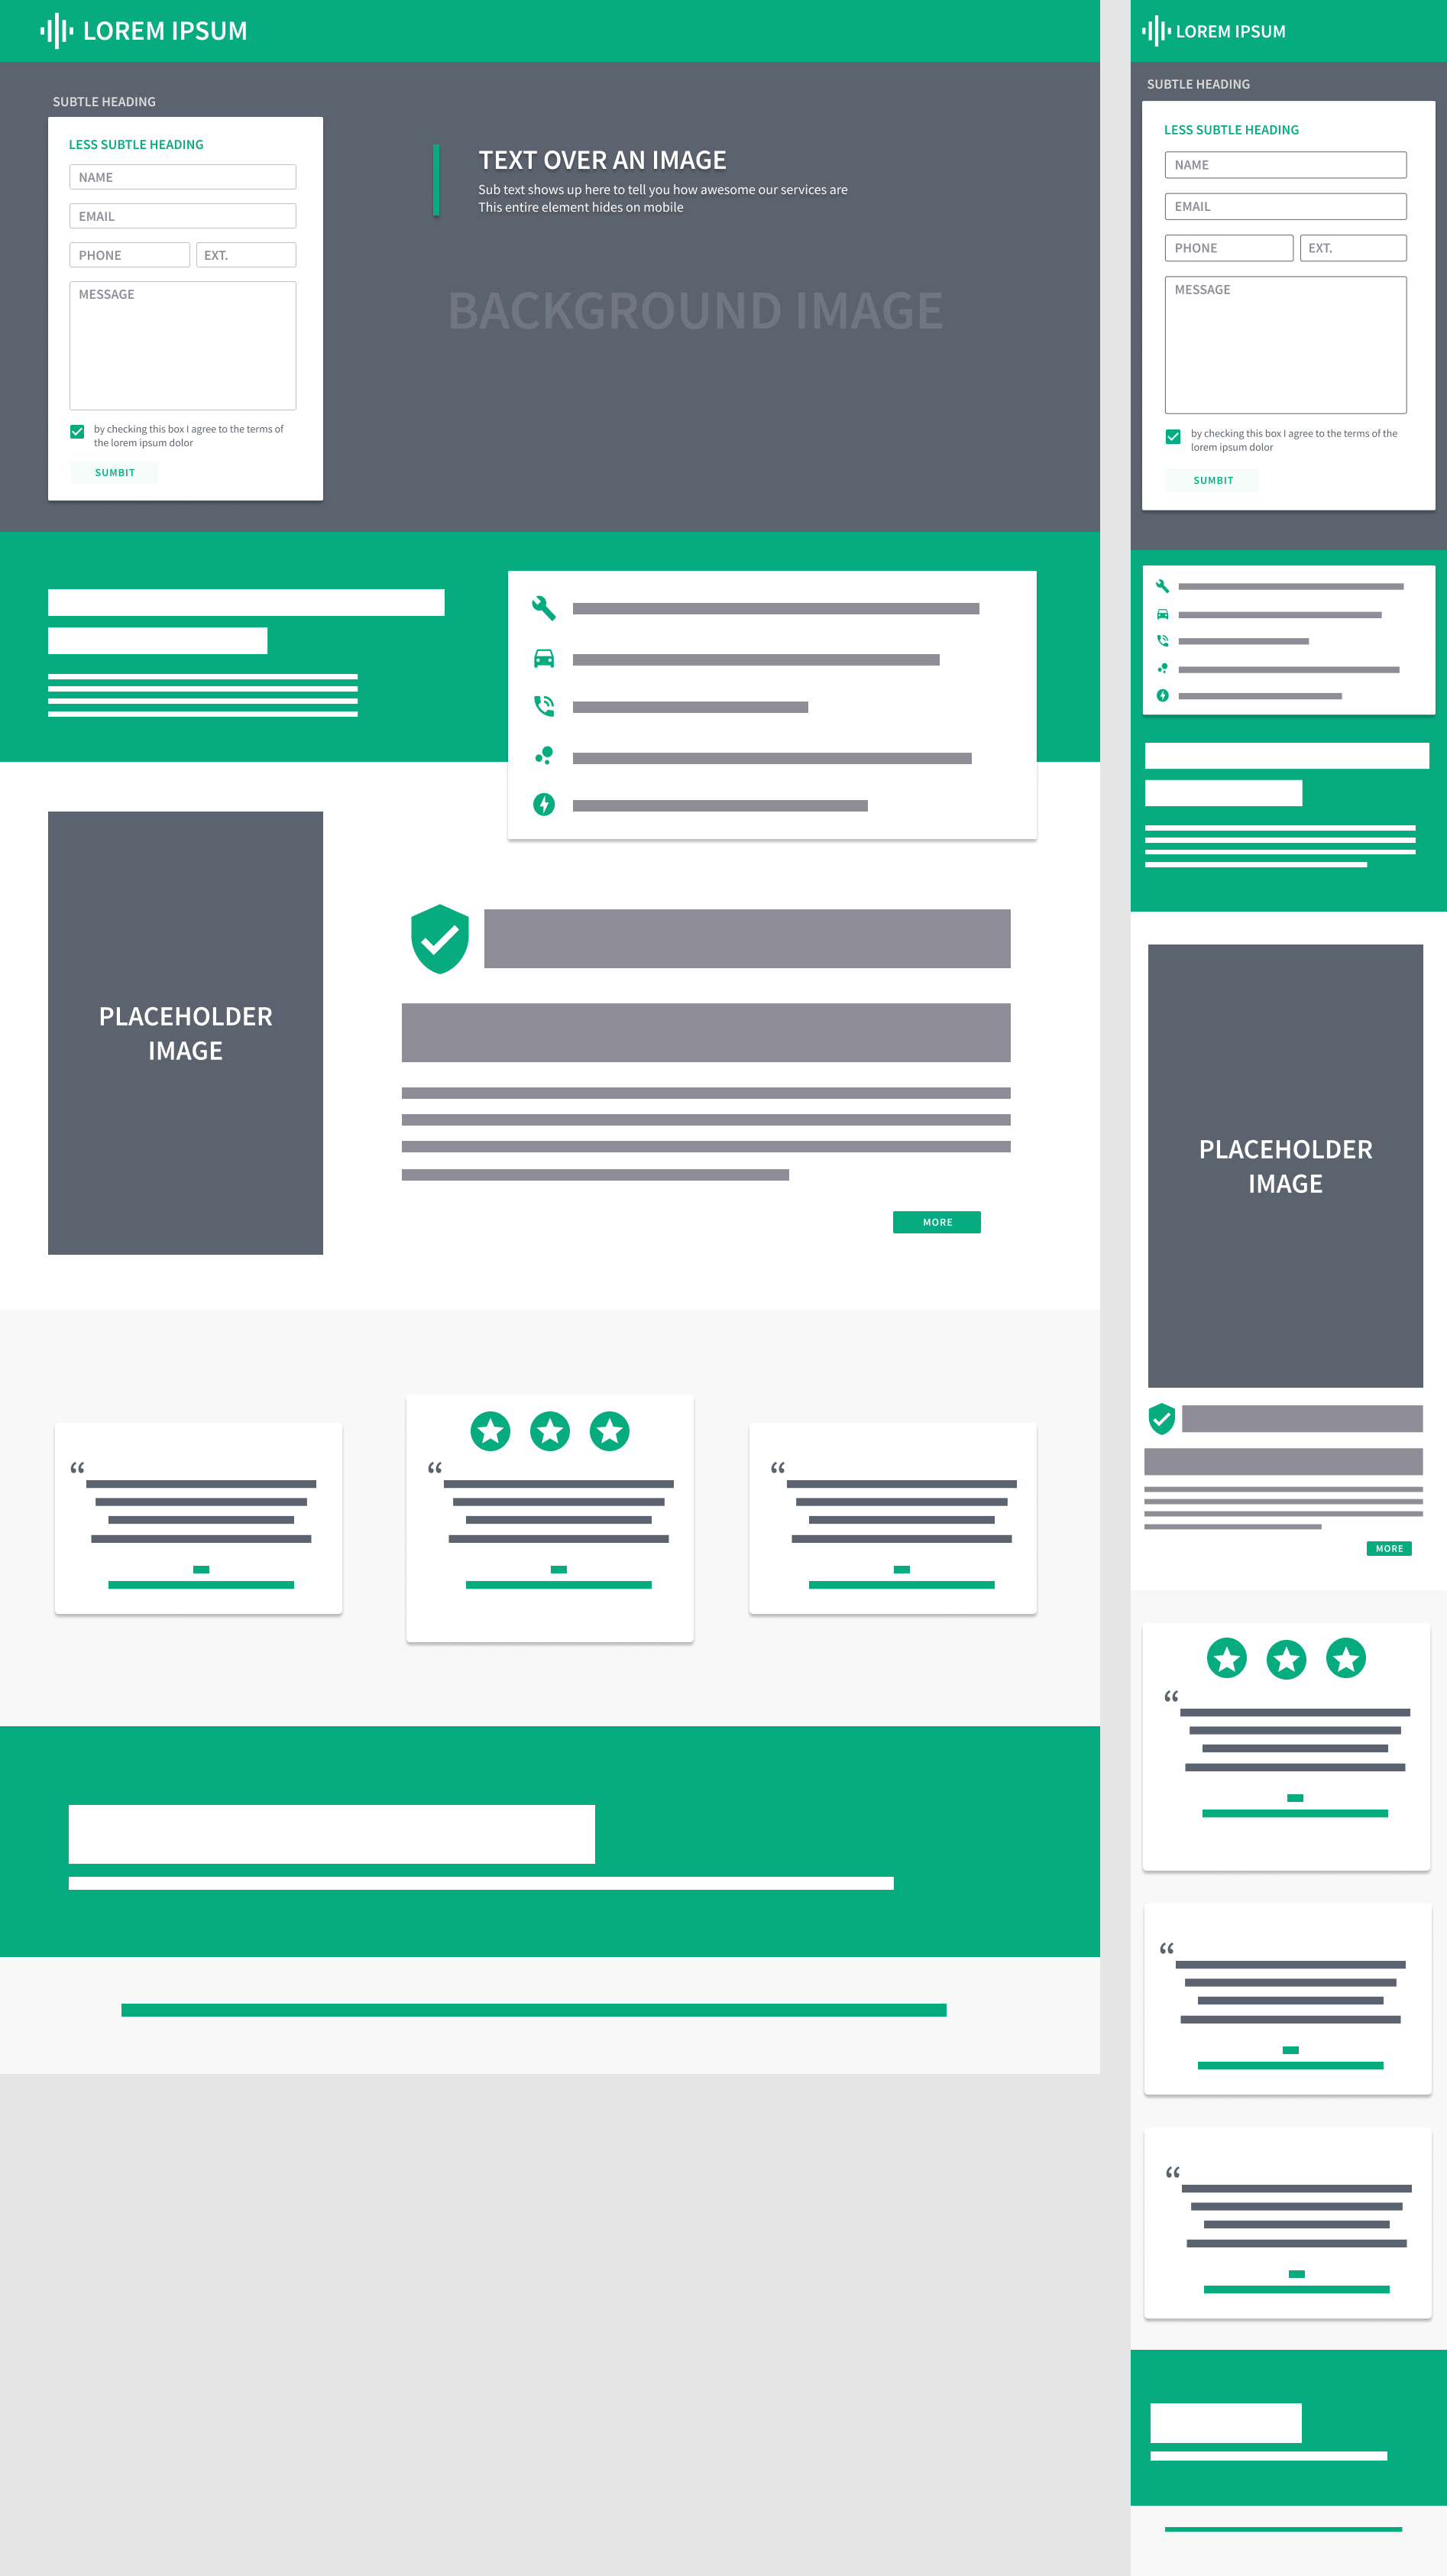 LOREM IPSUM
SUBTLE HEADING
LESS SUBTLE HEADING
NAME
EMAIL
PHONE
EXT.
MESSAGE
by checking this box I agree to the terms of
the lorem ipsum dolor
SUMBIT
TEXT OVER AN IMAGE
Sub text shows up here to tell you how awesome our services are
This entire element hides on mobile
BACKGROUND IMAGE
PLACEHOLDER
IMAGE
MORE
“
“
“
LOREM IPSUM
SUBTLE HEADING
LESS SUBTLE HEADING
NAME
EMAIL
PHONE
EXT.
MESSAGE
by checking this box I agree to the terms of the
lorem ipsum dolor
SUMBIT
PLACEHOLDER
IMAGE
MORE
“
“
“